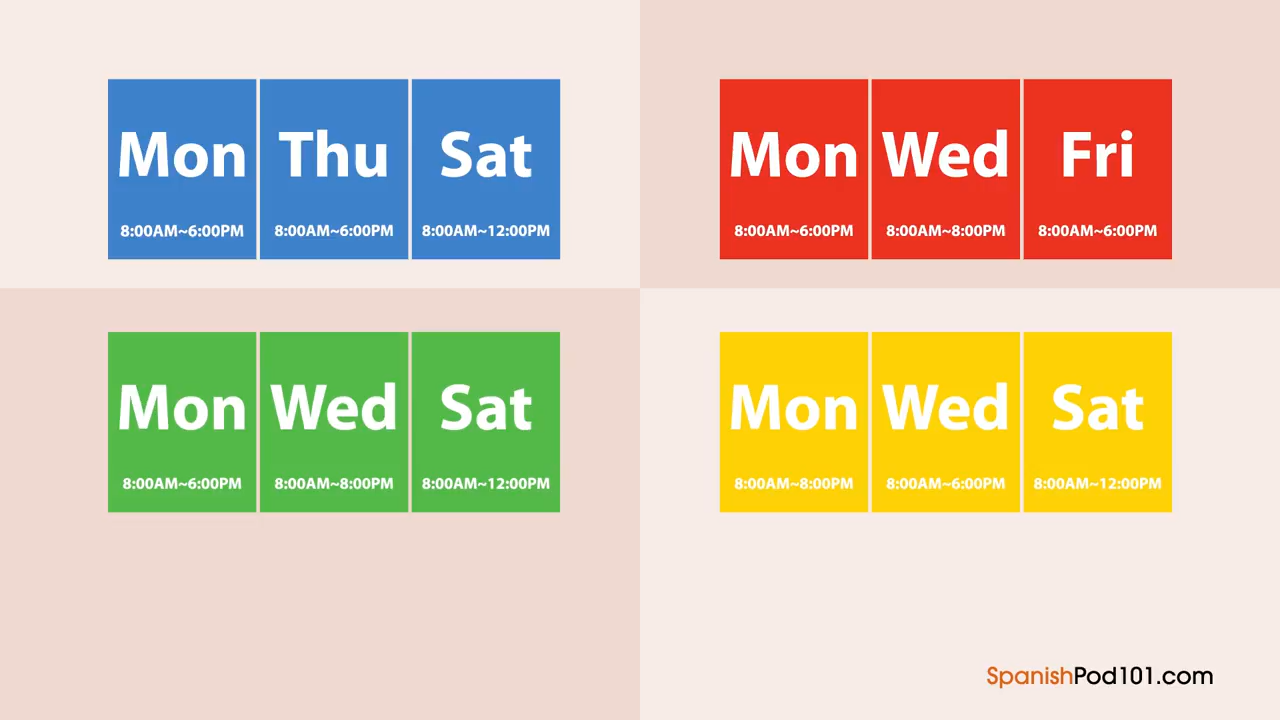 Mon Thu Sat
8:00AM~6:00PM 8:00AM~6:00PM 8:00AM~12:00PM
Mon Wed Fri
8:00AM~6:00PM 8:00AM~8:00PM 8:00AM~6:00PM
Mon Wed Sat
8:00AM~6:00PM 8:00AM~8:00PM 8:00AM~12:00PM
Mon Wed Sat
8:00AM~8:00PM 8:00AM~6:00PM 8:00AM~12:00PM
SpanishPod101.com